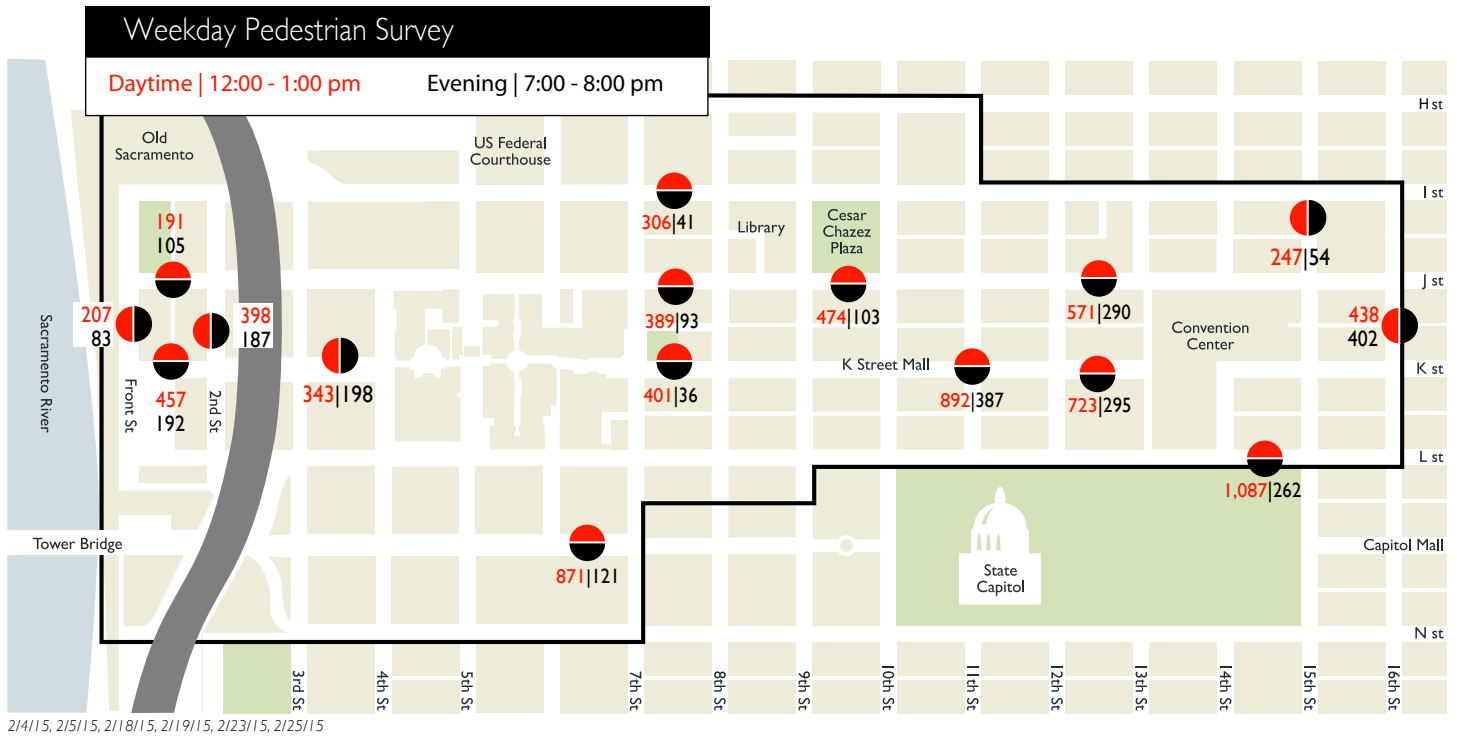 Weekday Pedestrian Survey
Daytime | 12:00 - 1:00 pm
Evening | 7:00 - 8:00 pm
H st
Old
Sacramento
US Federal
Courthouse
I st
191
105
306|41
Library
Cesar
Chazez
Plaza
247|54
J st
207
83
398
187
389|93
474|103
571|290
Convention
Center
438
402
Sacramento River
K Street Mall
K st
Front St
457
192
2nd St
343|198
401|36
892|387
723|295
L st
1,087|262
Tower Bridge
871|121
State
Capitol
Capitol Mall
N st
3rd St
4th St
5th St
7th St
8th St
9th St
10th St
11th St
12th St
13th St
14th St
15th St
16th St
2/4/15, 2/5/15, 2/18/15, 2/19/15, 2/23/15, 2/25/15